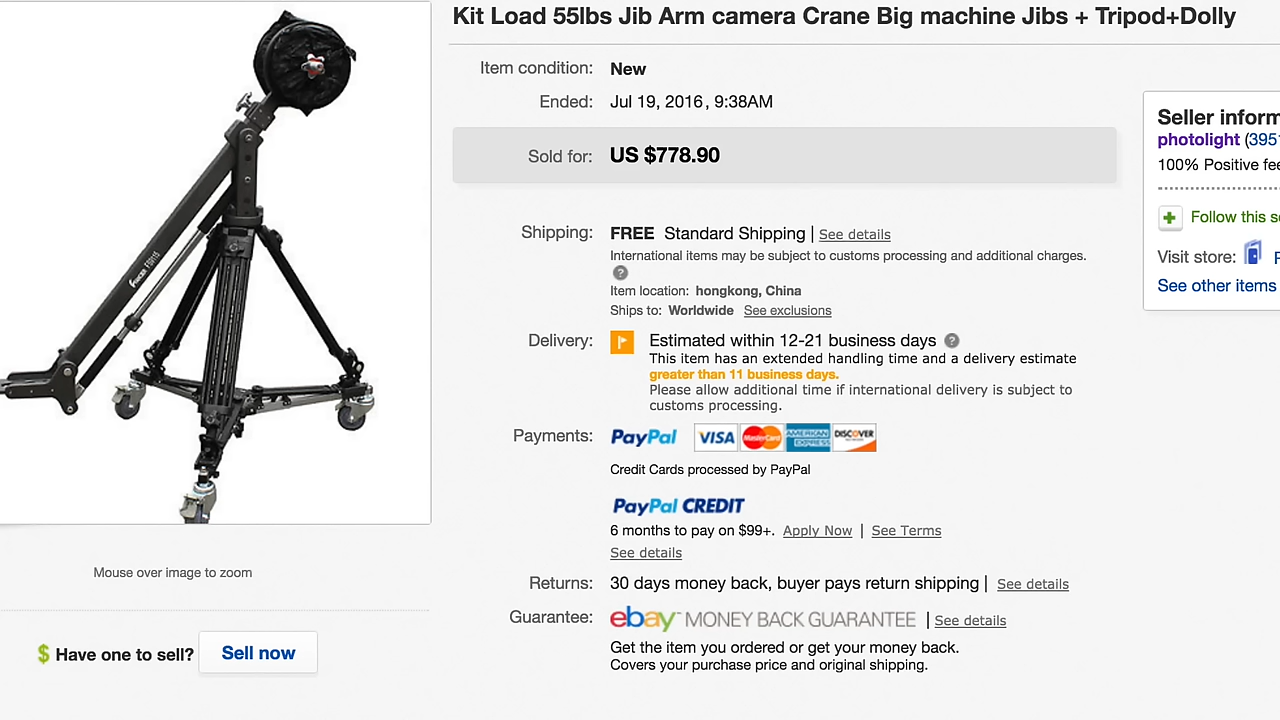 Kit Load 55lbs Jib Arm camera Crane Big machine Jibs + Tripod+Dolly
Item condition: New
Ended: Jul 19, 2016, 9:38AM
Sold for: US $778.90
Shipping: FREE Standard Shipping | See details
International items may be subject to customs processing and additional charges.
?
Item location: hongkong, China
Ships to: Worldwide See exclusions
Delivery: Estimated within 12-21 business days ?
This item has an extended handling time and a delivery estimate
greater than 11 business days.
Please allow additional time if international delivery is subject to
customs processing.
Payments: PayPal VISA MasterCard AMERICAN EXPRESS DISCOVER
Credit Cards processed by PayPal
PayPal CREDIT
6 months to pay on $99+. Apply Now | See Terms
See details
Returns: 30 days money back, buyer pays return shipping | See details
Guarantee: ebay MONEY BACK GUARANTEE | See details
Get the item you ordered or get your money back.
Covers your purchase price and original shipping.
Seller inform
photolight (395
100% Positive fee
Follow this s
Visit store:
See other items
Mouse over image to zoom
$ Have one to sell? Sell now